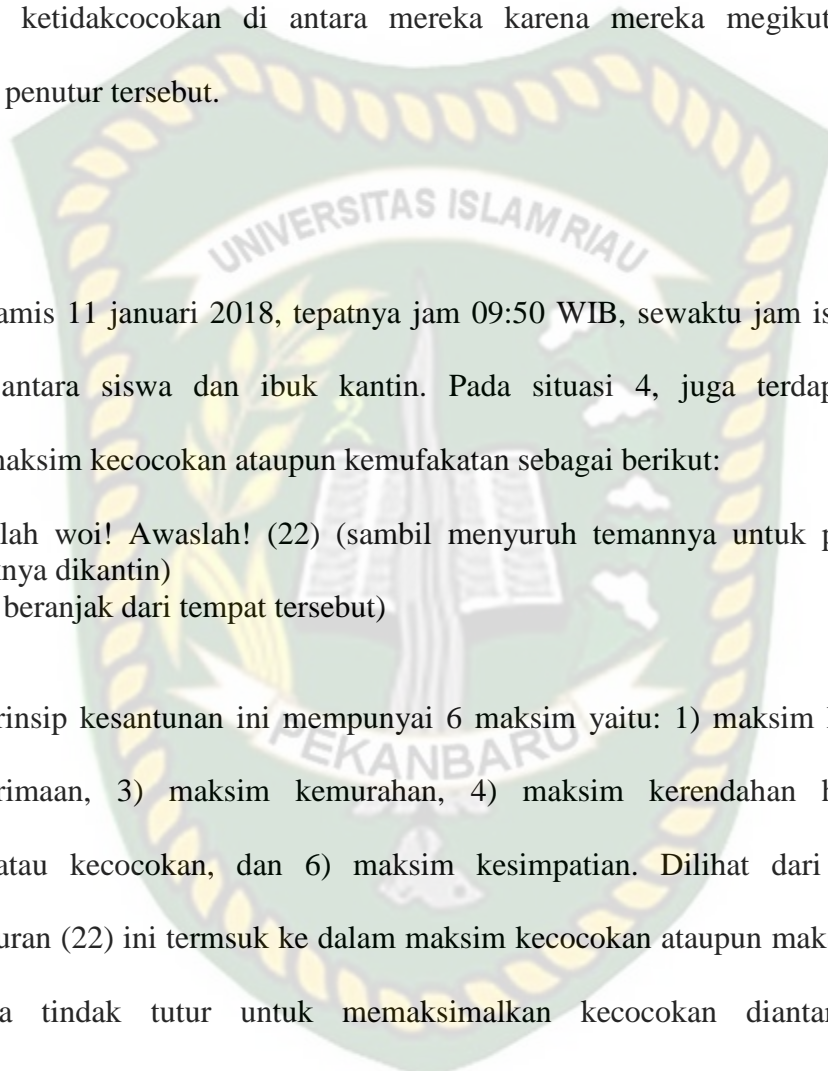 ketidakcocokan di antara mereka karena mereka megikut
penutur tersebut.
UNIVERSITAS ISLAM RIAU
amis 11 januari 2018, tepatnya jam 09:50 WIB, sewaktu jam is
antara siswa dan ibuk kantin. Pada situasi 4, juga terdap
naksim kecocokan ataupun kemufakatan sebagai berikut:
lah woi! Awaslah! (22) (sambil menyuruh temannya untuk p
nya dikantin)
beranjak dari tempat tersebut)
rinsip kesantunan ini mempunyai 6 maksim yaitu: 1) maksim
PEKANBARU
rimaan, 3) maksim kemurahan, 4) maksim kerendahan h
atau kecocokan, dan 6) maksim kesimpatian. Dilihat dari
uran (22) ini termsuk ke dalam maksim kecocokan ataupun mak
a tindak tutur untuk memaksimalkan kecocokan diantar